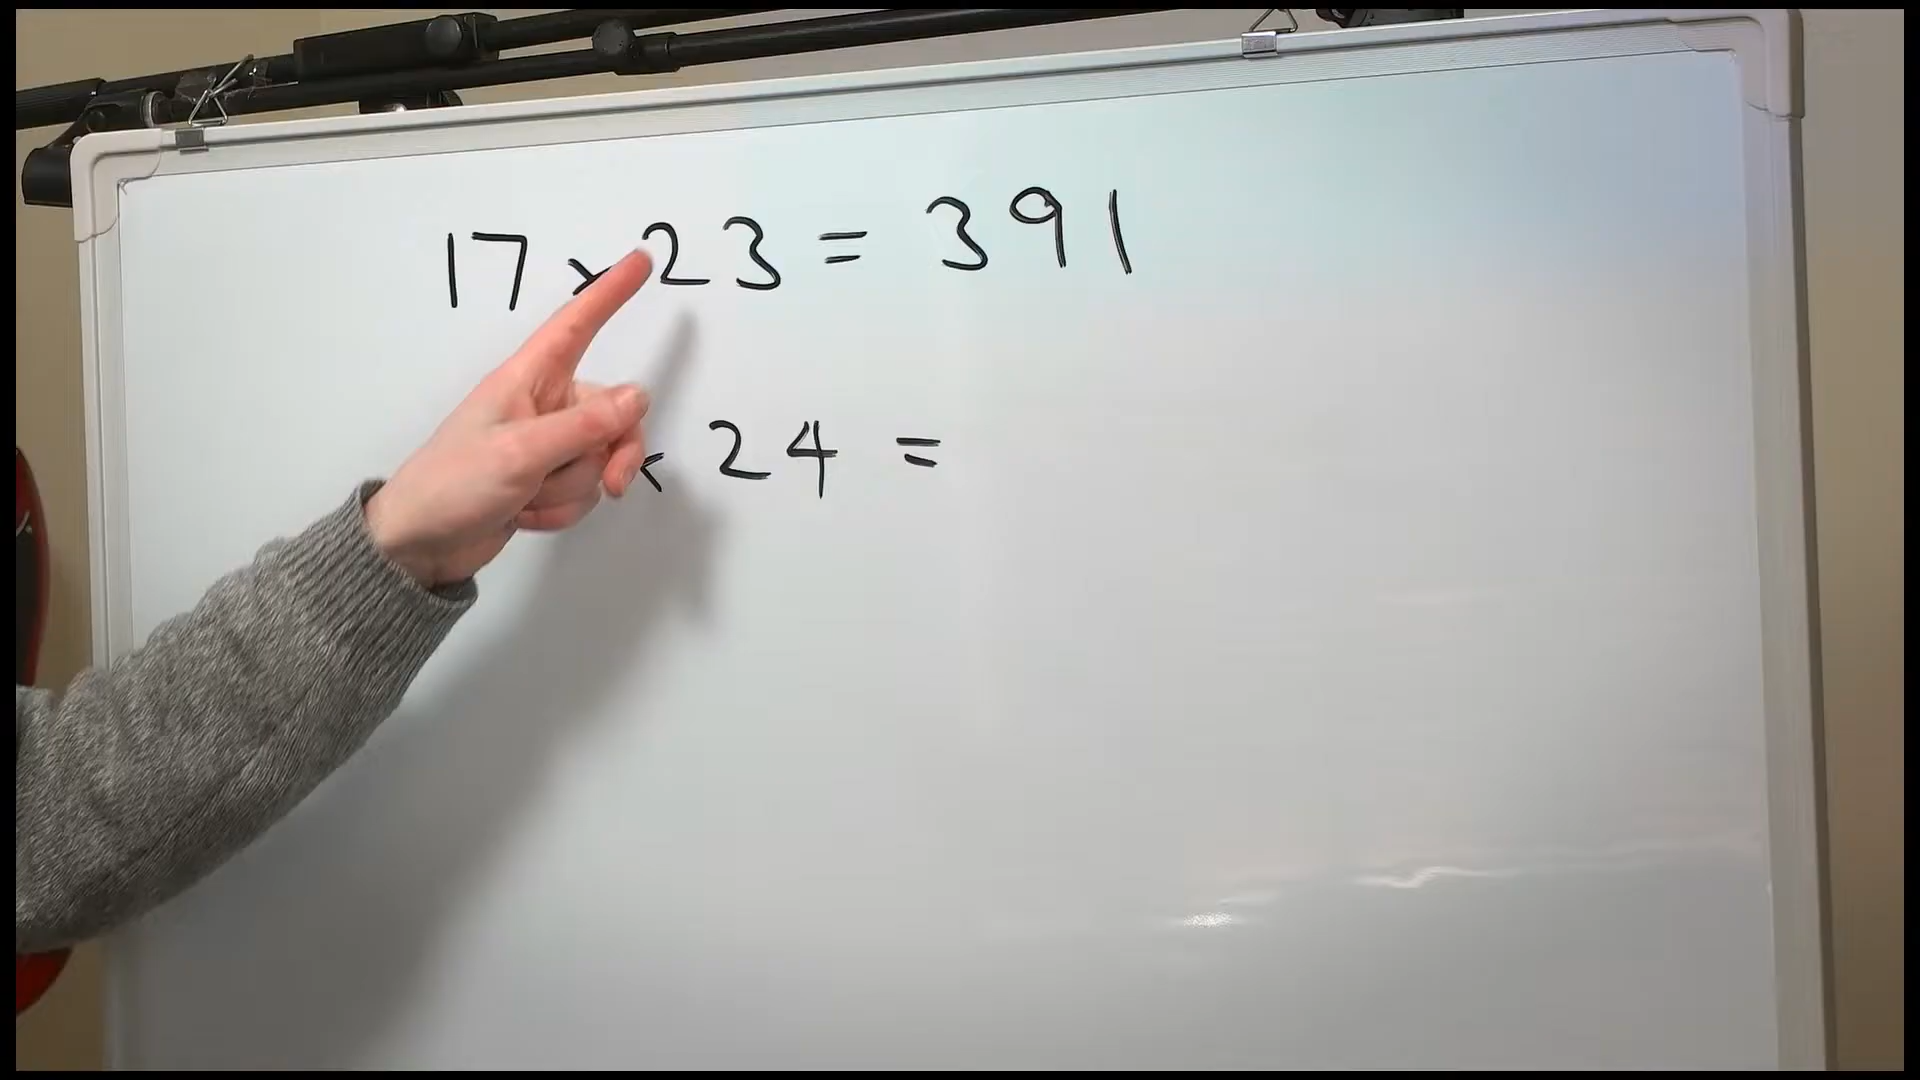 17 × 23 = 391
× 24 =